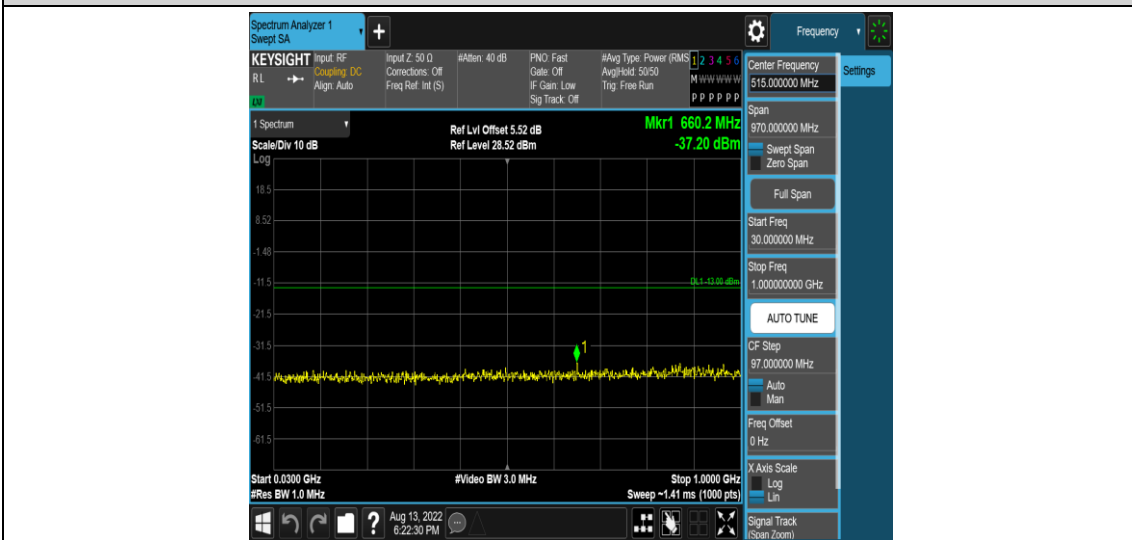 Spectrum Analyzer 1
Swept SA
+
Frequency
KEYSIGHT
RL
LXI
Input: RF
Coupling: DC
Align: Auto
Input Z: 50 Ω
Corrections: Off
Freq Ref: Int (S)
#Atten: 40 dB
PNO: Fast
Gate: Off
IF Gain: Low
Sig Track: Off
#Avg Type: Power (RMS
Avg|Hold: 50/50
Trig: Free Run
1 2 3 4 5 6
M W W W W W
P P P P P P
1 Spectrum
Scale/Div 10 dB
Log
Ref Lvl Offset 5.52 dB
Ref Level 28.52 dBm
Mkr1 660.2 MHz
-37.20 dBm
18.5
8.52
-1.48
-11.5
DL1 -13.00 dBm
-21.5
-31.5
1
-41.5
-51.5
-61.5
Start 0.0300 GHz
#Res BW 1.0 MHz
#Video BW 3.0 MHz
Stop 1.0000 GHz
Sweep ~1.41 ms (1000 pts)
Center Frequency
515.000000 MHz
Settings
Span
970.000000 MHz
Swept Span
Zero Span
Full Span
Start Freq
30.000000 MHz
Stop Freq
1.000000000 GHz
AUTO TUNE
CF Step
97.000000 MHz
Auto
Man
Freq Offset
0 Hz
X Axis Scale
Log
Lin
Signal Track
(Span Zoom)
?
Aug 13, 2022
6:22:30 PM